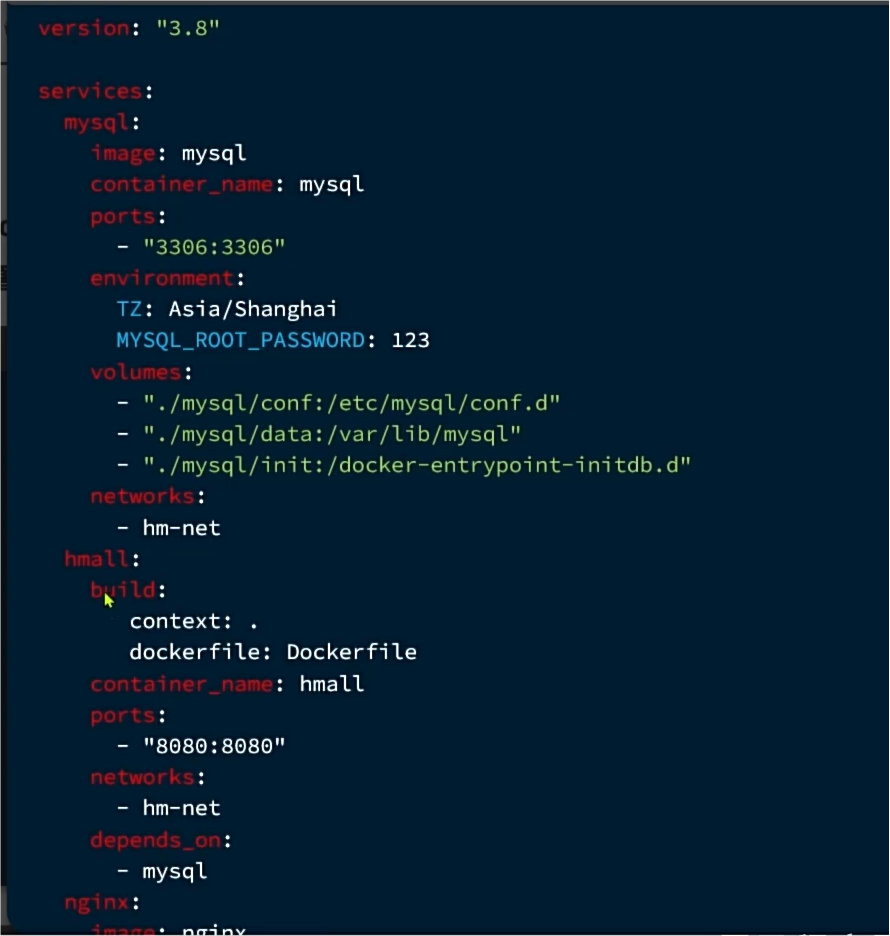 version: "3.8"
services:
mysql:
image: mysql
container_name: mysql
ports:
- "3306:3306"
environment:
TZ: Asia/Shanghai
MYSQL_ROOT_PASSWORD: 123
volumes:
- "./mysql/conf:/etc/mysql/conf.d"
- "./mysql/data:/var/lib/mysql"
- "./mysql/init:/docker-entrypoint-initdb.d"
networks:
- hm-net
hmall:
build:
context: .
dockerfile: Dockerfile
container_name: hmall
ports:
- "8080:8080"
networks:
- hm-net
depends_on:
- mysql
nginx:
image: nginx